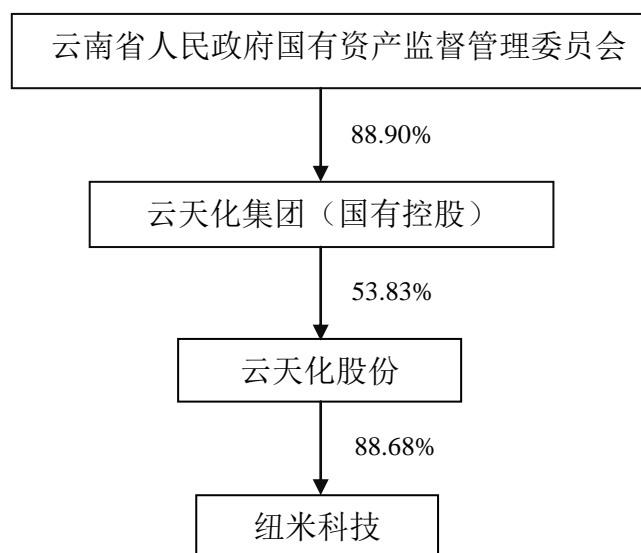 云南省人民政府国有资产监督管理委员会
88.90%
云天化集团（国有控股）
53.83%
云天化股份
88.68%
纽米科技